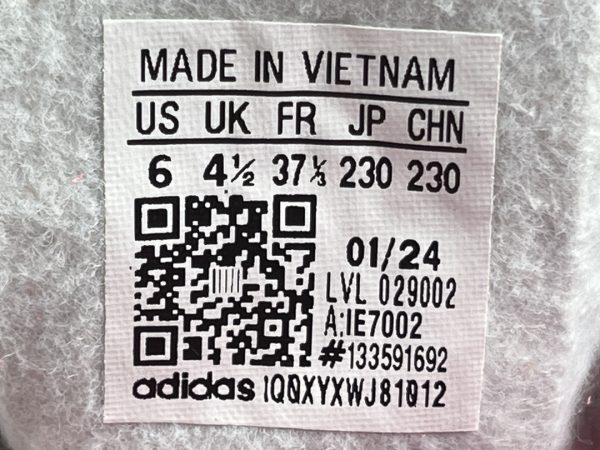 MADE IN VIETNAM
US UK FR JP CHN
6 4½ 37⅓ 230 230
01/24
LVL 029002
A:IE7002
#133591692
adidas IQ0XYXWJ81012